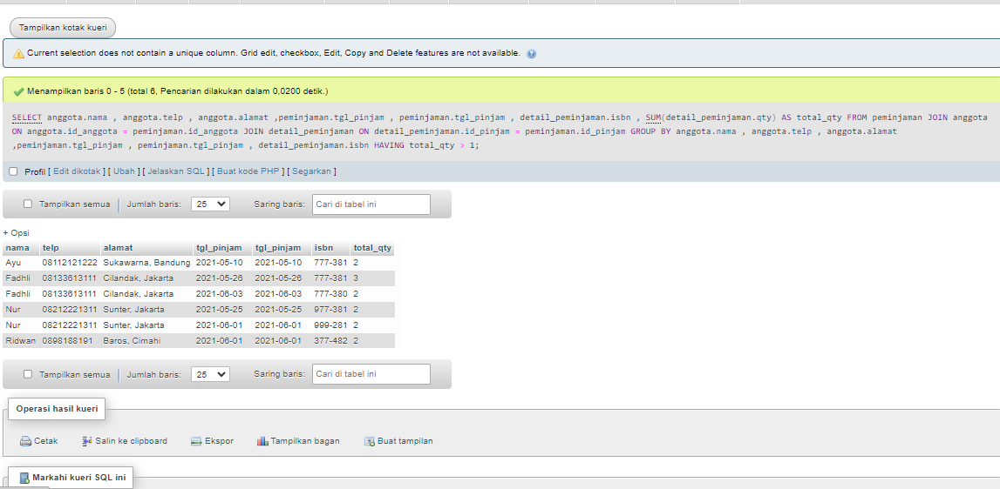 Tampilkan kotak kueri
Current selection does not contain a unique column. Grid edit, checkbox, Edit, Copy and Delete features are not available.
Menampilkan baris 0 - 5 (total 6, Pencarian dilakukan dalam 0,0200 detik.)
SELECT anggota.nama , anggota.telp , anggota.alamat ,peminjaman.tgl_pinjam , peminjaman.tgl_pinjam , detail_peminjaman.isbn , SUM(detail_peminjaman.qty) AS total_qty FROM peminjaman JOIN anggota
ON anggota.id_anggota = peminjaman.id_anggota JOIN detail_peminjaman ON detail_peminjaman.id_pinjam = peminjaman.id_pinjam GROUP BY anggota.nama , anggota.telp , anggota.alamat
,peminjaman.tgl_pinjam , peminjaman.tgl_pinjam , detail_peminjaman.isbn HAVING total_qty > 1;
Profil [ Edit dikotak ] [ Ubah ] [ Jelaskan SQL ] [ Buat kode PHP ] [ Segarkan ]
Tampilkan semua | Jumlah baris: 25 Saring baris: Cari di tabel ini
+ Opsi
nama telp alamat tgl_pinjam tgl_pinjam isbn total_qty
Ayu 08112121222 Sukawarna, Bandung 2021-05-10 2021-05-10 777-381 2
Fadhli 08133613111 Cilandak, Jakarta 2021-05-26 2021-05-26 777-381 3
Fadhli 08133613111 Cilandak, Jakarta 2021-06-03 2021-06-03 777-380 2
Nur 08212221311 Sunter, Jakarta 2021-05-25 2021-05-25 977-381 2
Nur 08212221311 Sunter, Jakarta 2021-06-01 2021-06-01 999-281 2
Ridwan 0898188191 Baros, Cimahi 2021-06-01 2021-06-01 377-482 2
Tampilkan semua | Jumlah baris: 25 Saring baris: Cari di tabel ini
Operasi hasil kueri
Cetak Salin ke clipboard Ekspor Tampilkan bagan Buat tampilan
Markahi kueri SQL ini